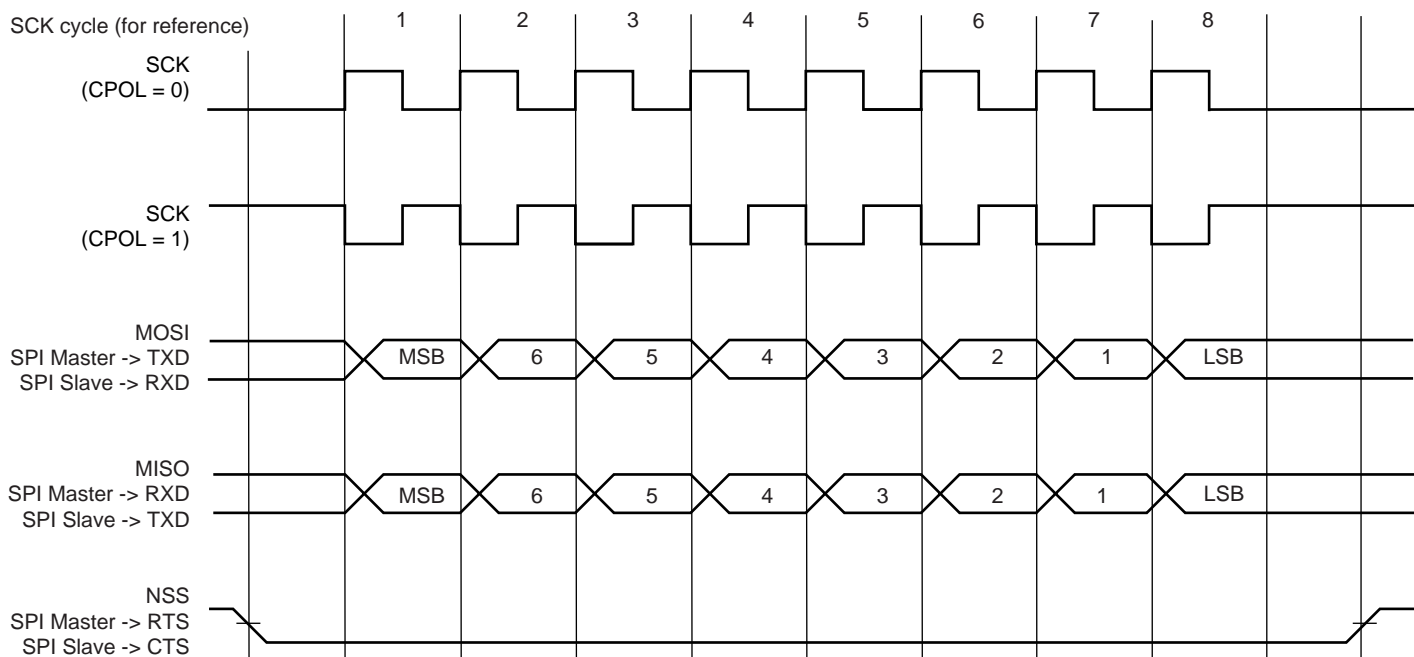 SCK cycle (for reference)
1 2 3 4 5 6 7 8
SCK
(CPOL = 0)
SCK
(CPOL = 1)
MOSI
SPI Master -> TXD
SPI Slave -> RXD
MSB 6 5 4 3 2 1 LSB
MISO
SPI Master -> RXD
SPI Slave -> TXD
MSB 6 5 4 3 2 1 LSB
NSS
SPI Master -> RTS
SPI Slave -> CTS